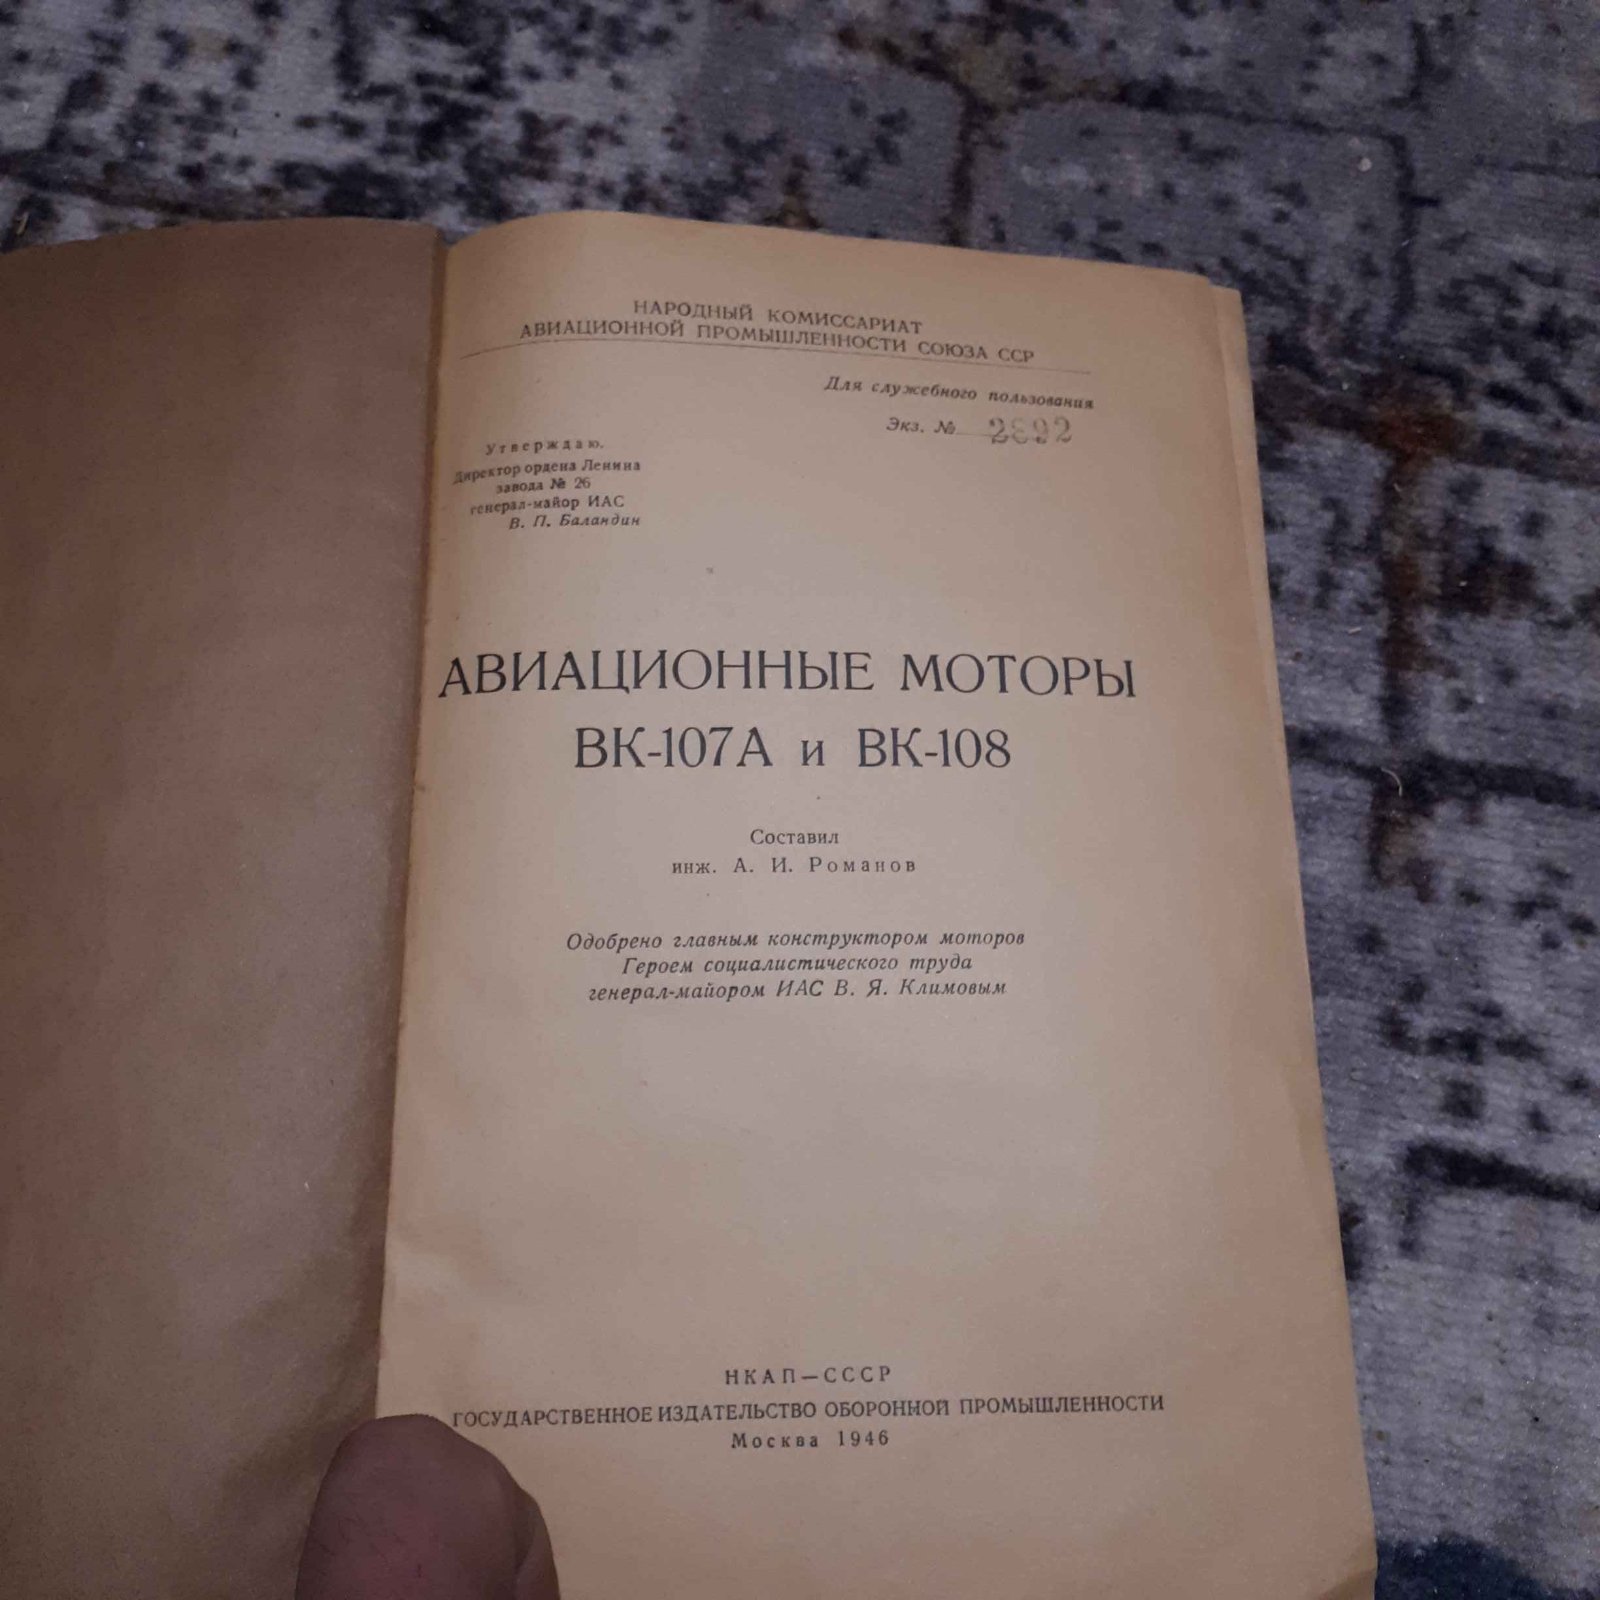 НАРОДНЫЙ КОМИССАРИАТ
АВИАЦИОННОЙ ПРОМЫШЛЕННОСТИ СОЮЗА ССР
Для служебного пользования
Экз. № 2892
Утверждаю.
Директор ордена Ленина
завода № 26
генерал-майор ИАС
В. П. Баландин
АВИАЦИОННЫЕ МОТОРЫ
ВК-107А и ВК-108
Составил
инж. А. И. Романов
Одобрено главным конструктором моторов
Героем социалистического труда
генерал-майором ИАС В. Я. Климовым
НКАП—СССР
ГОСУДАРСТВЕННОЕ ИЗДАТЕЛЬСТВО ОБОРОННОЙ ПРОМЫШЛЕННОСТИ
Москва 1946